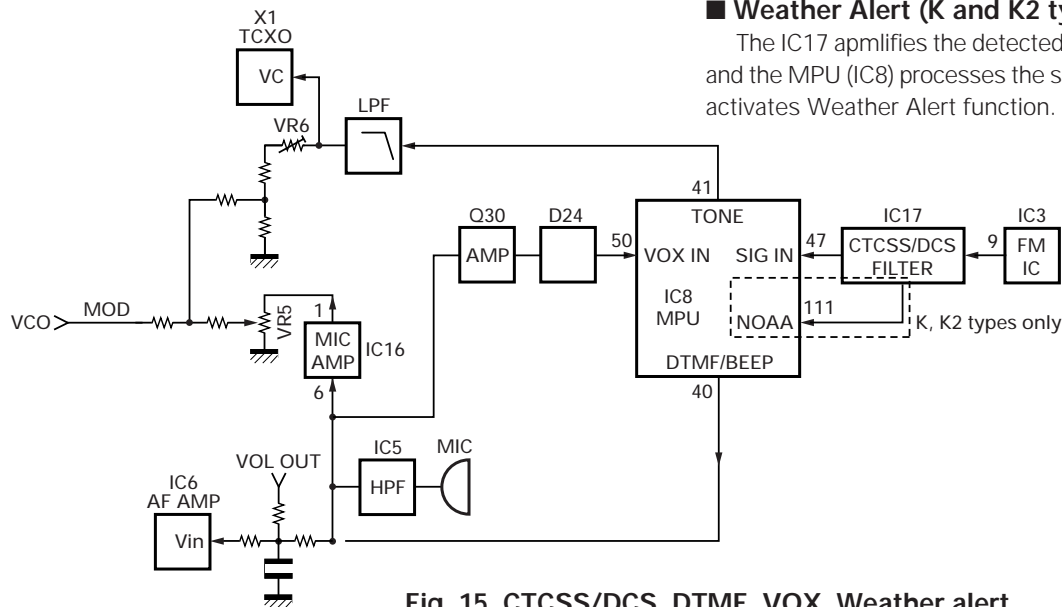 X1
TCXO
VC
VR6
LPF
■ Weather Alert (K and K2 ty
The IC17 apmlifies the detected
and the MPU (IC8) processes the s
activates Weather Alert function.
41
TONE
Q30
AMP
D24
50
VOX IN
SIG IN
47
IC17
CTCSS/DCS
FILTER
9
IC3
FM
IC
IC8
MPU
NOAA
111
K, K2 types only
DTMF/BEEP
40
VCO
MOD
VR5
1
MIC
AMP
IC16
6
IC5
HPF
MIC
VOL OUT
IC6
AF AMP
Vin
Fig. 15 CTCSS/DCS, DTMF, VOX, Weather alert